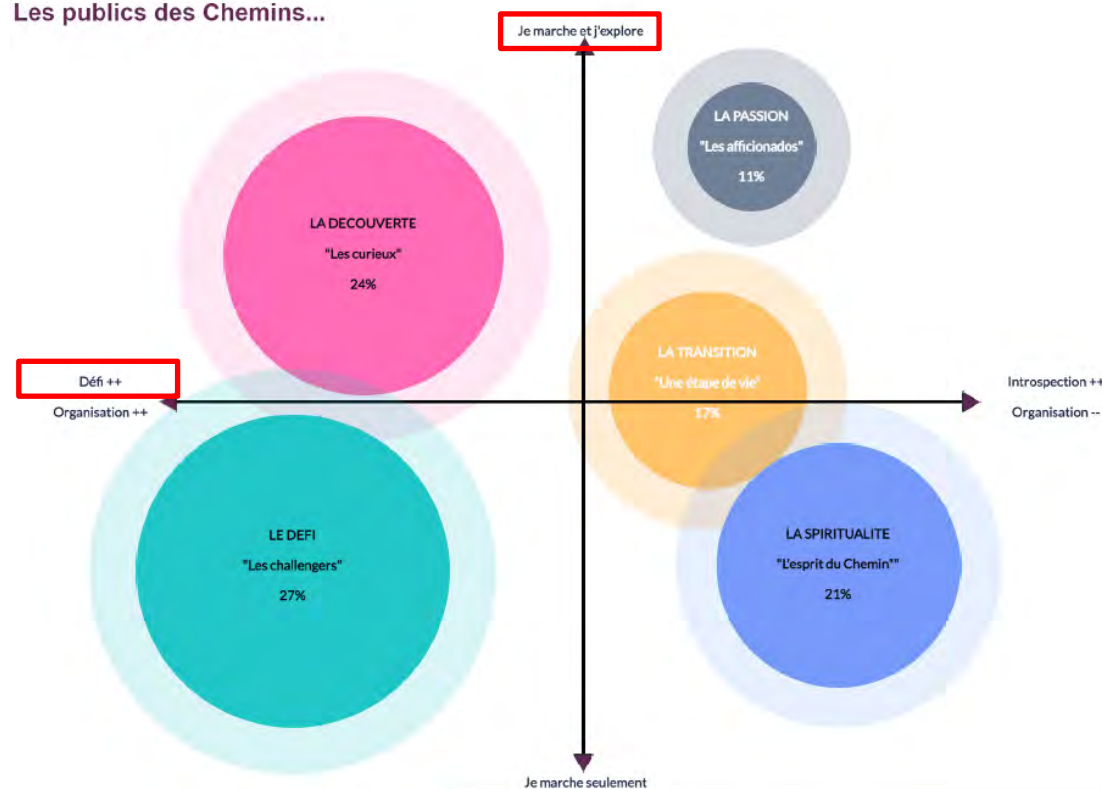 Les publics des Chemins...
Je marche et j'explore
LA PASSION
"Les afficionados"
11%
LA DECOUVERTE
"Les curieux"
24%
LA TRANSITION
"Une étape de vie"
17%
Défi ++
Organisation ++
Introspection ++
Organisation --
LE DEFI
"Les challengers"
27%
LA SPIRITUALITE
"L'esprit du Chemin""
21%
Je marche seulement